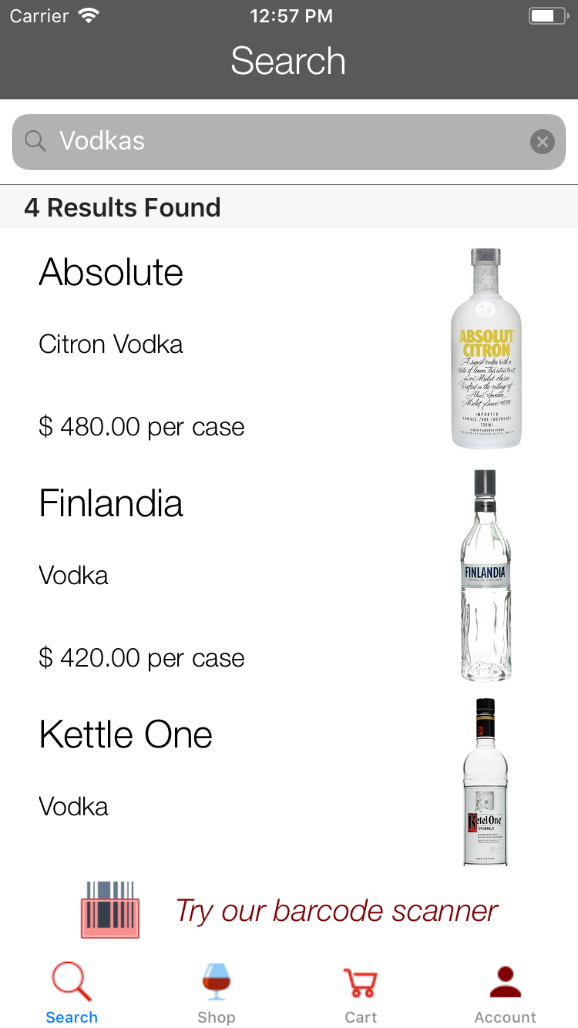 Carrier 12:57 PM
Search
Vodkas
4 Results Found
Absolute
Citron Vodka
$ 480.00 per case
ABSOLUT
CITRON
IMPORTED
Finlandia
Vodka
$ 420.00 per case
FINLANDIA
Kettle One
Vodka
Ketel One
VODKA
Try our barcode scanner
Search Shop Cart Account